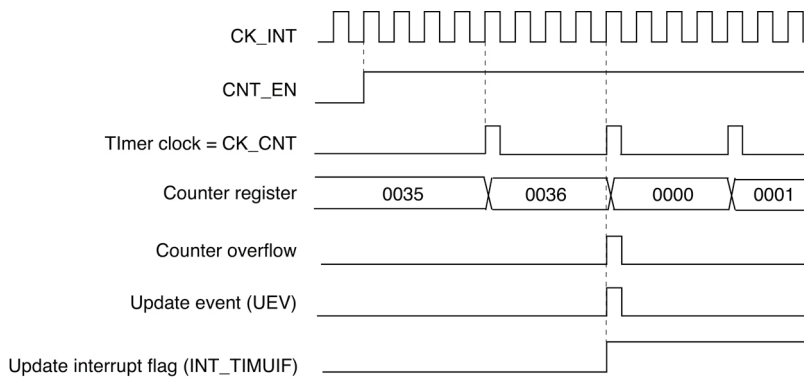 CK_INT
CNT_EN
TImer clock = CK_CNT
Counter register 0035 0036 0000 0001
Counter overflow
Update event (UEV)
Update interrupt flag (INT_TIMUIF)